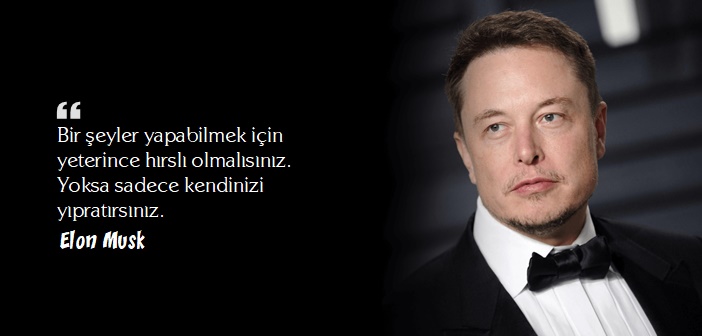 “
Bir şeyler yapabilmek için
yeterince hırslı olmalısınız.
Yoksa sadece kendinizi
yıpratırsınız.
Elon Musk